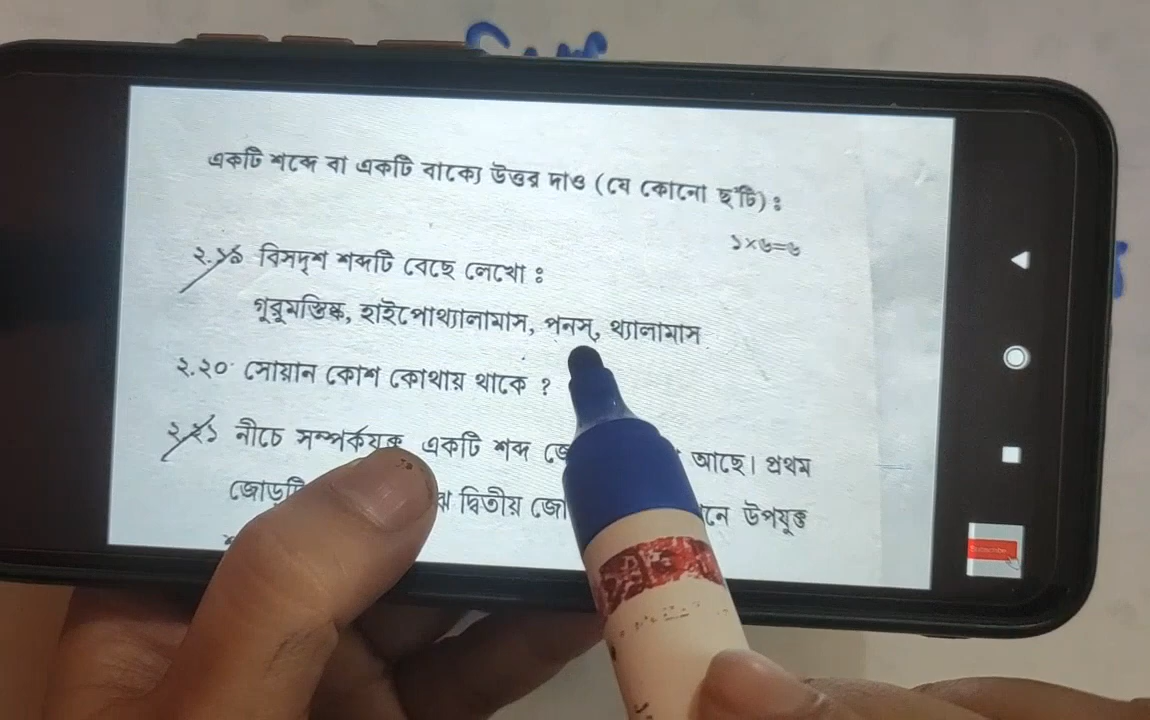 একটি শব্দে বা একটি বাক্যে উত্তর দাও (যে কোনো ছ'টি) :
১×৬=৬
২.১৯ বিসদৃশ শব্দটি বেছে লেখো :
গুরুমস্তিষ্ক, হাইপোথ্যালামাস, পনস্, থ্যালামাস
২.২০ সোয়ান কোশ কোথায় থাকে ?
২.২১ নীচে সম্পর্কযুক্ত একটি শব্দ আছে। প্রথম
দ্বিতীয় উপযুক্ত
Subscribe